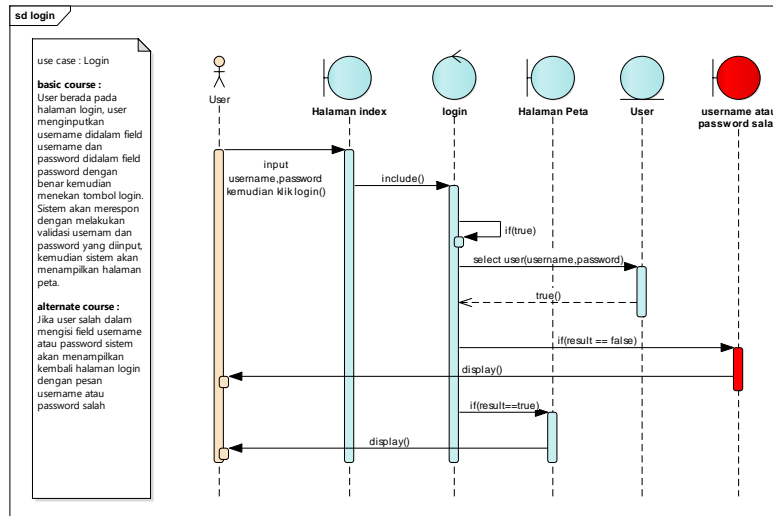 sd login
use case : Login
basic course :
User berada pada
halaman login, user
menginputkan
username didalam field
username dan
password didalam field
password dengan
benar kemudian
menekan tombol login.
Sistem akan merespon
dengan melakukan
validasi usernam dan
password yang diinput,
kemudian sistem akan
menampilkan halaman
peta.
alternate course :
Jika user salah dalam
mengisi field username
atau password sistem
akan menampilkan
kembali halaman login
dengan pesan
username atau
password salah
User
Halaman index
login
Halaman Peta
User
username atau
password sala
input
username,password
kemudian klik login()
include()
if(true)
select user(username,password)
true()
if(result == false)
display()
if(result==true)
display()